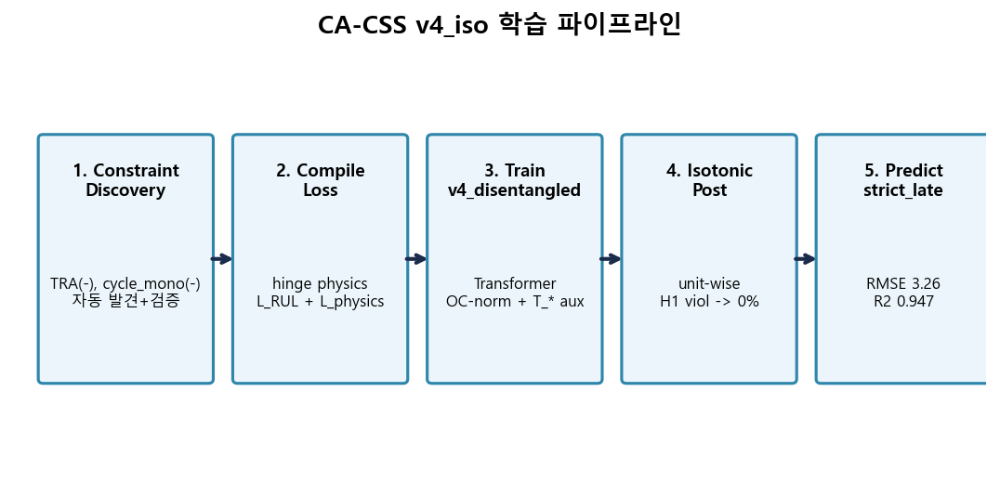 CA-CSS v4_iso 학습 파이프라인
1. Constraint
Discovery
TRA(-), cycle_mono(-)
자동 발견+검증
2. Compile
Loss
hinge physics
L_RUL + L_physics
3. Train
v4_disentangled
Transformer
OC-norm + T_* aux
4. Isotonic
Post
unit-wise
H1 viol -> 0%
5. Predict
strict_late
RMSE 3.26
R2 0.947